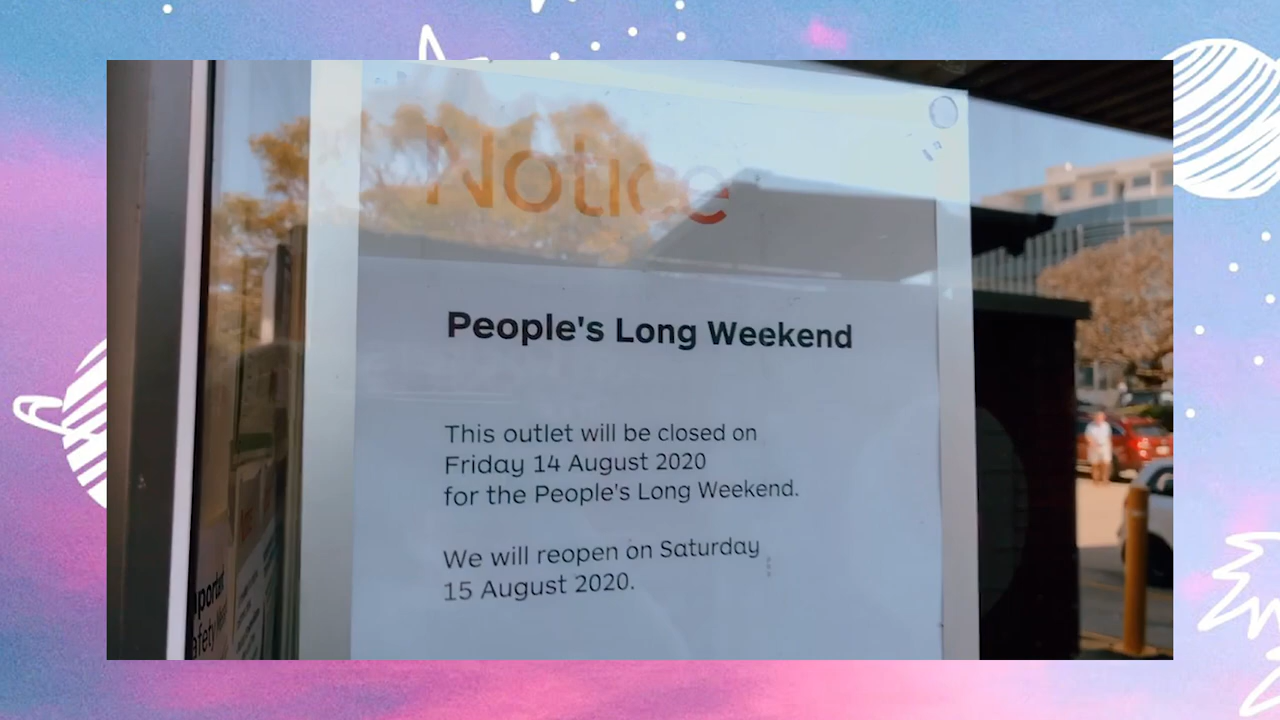 Notice
People's Long Weekend
This outlet will be closed on
Friday 14 August 2020
for the People's Long Weekend.
We will reopen on Saturday
15 August 2020.